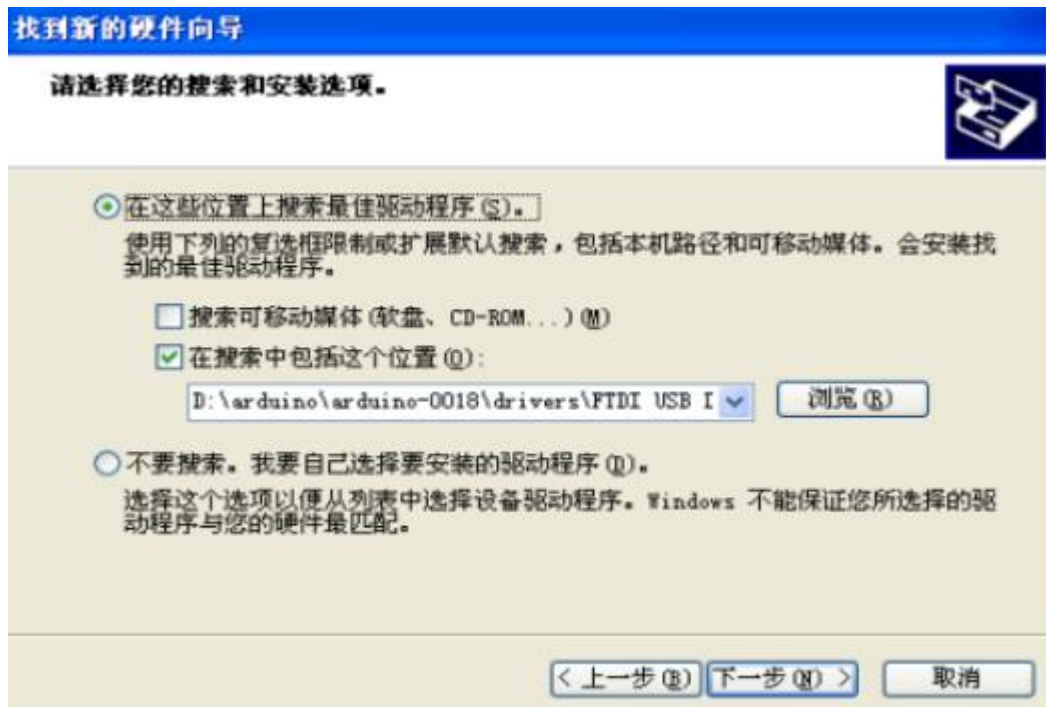 找到新的硬件向导
请选择您的搜索和安装选项。
在这些位置上搜索最佳驱动程序(S)。
使用下列的复选框限制或扩展默认搜索，包括本机路径和可移动媒体。会安装找
到的最佳驱动程序。
搜索可移动媒体(软盘、CD-ROM...)(M)
在搜索中包括这个位置(O):
D:\arduino\arduino-0018\drivers\FTDI USB I
浏览(R)
不要搜索。我要自己选择要安装的驱动程序(D)。
选择这个选项以便从列表中选择设备驱动程序。Windows 不能保证您所选择的驱
动程序与您的硬件最匹配。
< 上一步(B) 下一步(N) > 取消